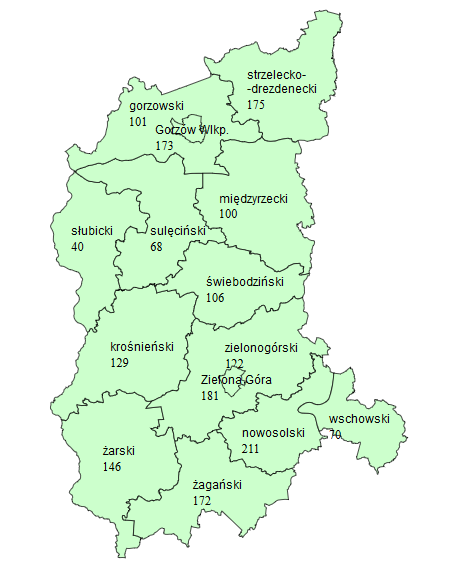 strzelecko-
-drezdenecki
175
gorzowski
101
Gorzów Wlkp.
173
międzyrzecki
100
słubicki
40
sulęciński
68
świebodziński
106
krośnieński
129
zielonogórski
122
Zielona Góra
181
wschowski
70
nowosolski
211
żarski
146
żagański
172